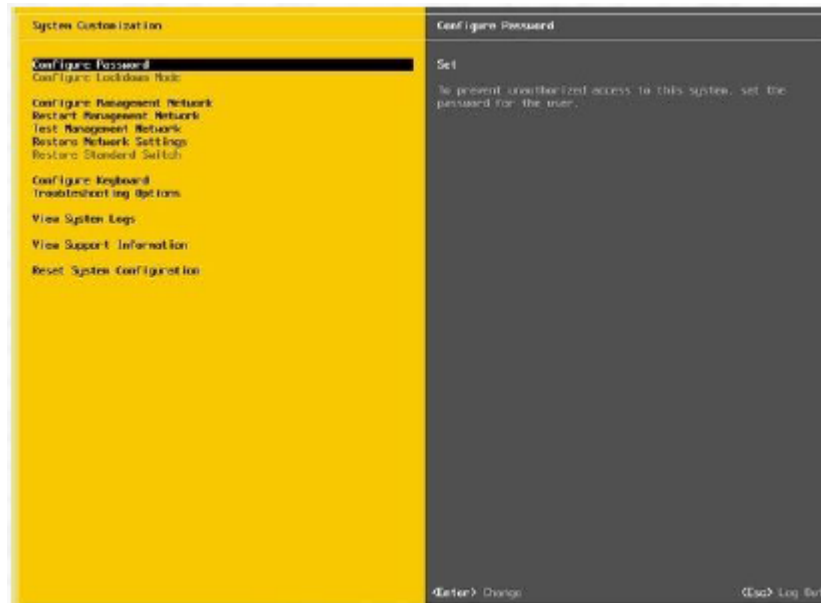 System Customization
Configure Password
Configure Lockdown Mode
Configure Management Network
Restart Management Network
Test Management Network
Restore Network Settings
Restore Standard Switch
Configure Keyboard
Troubleshooting Options
View System Logs
View Support Information
Reset System Configuration
Configure Password
Set
To prevent unauthorized access to this system, set the
password for the user.
<Enter> Change
<Esc> Log Out